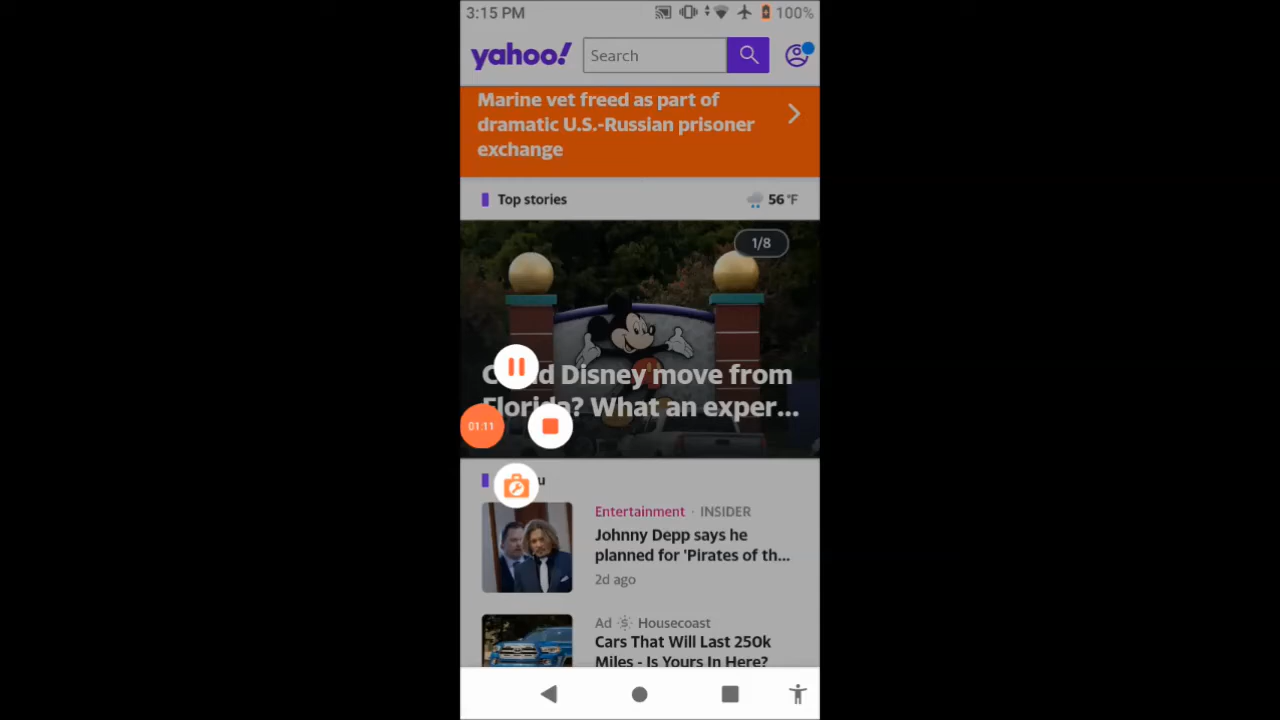 3:15 PM
100%
yahoo!
Search
Marine vet freed as part of
dramatic U.S.-Russian prisoner
exchange
Top stories
56 °F
1/8
Disney move from
Florida? What an exper...
01:11
Entertainment · INSIDER
Johnny Depp says he
planned for 'Pirates of th...
2d ago
Ad $ Housecoast
Cars That Will Last 250k
Miles - Is Yours In Here?